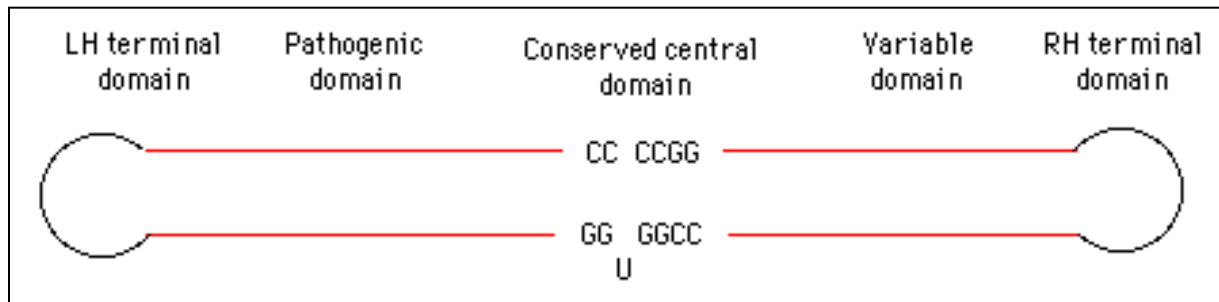 LH terminal domain
Pathogenic domain
Conserved central domain
Variable domain
RH terminal domain
CC CCGG
GG GGCC
U